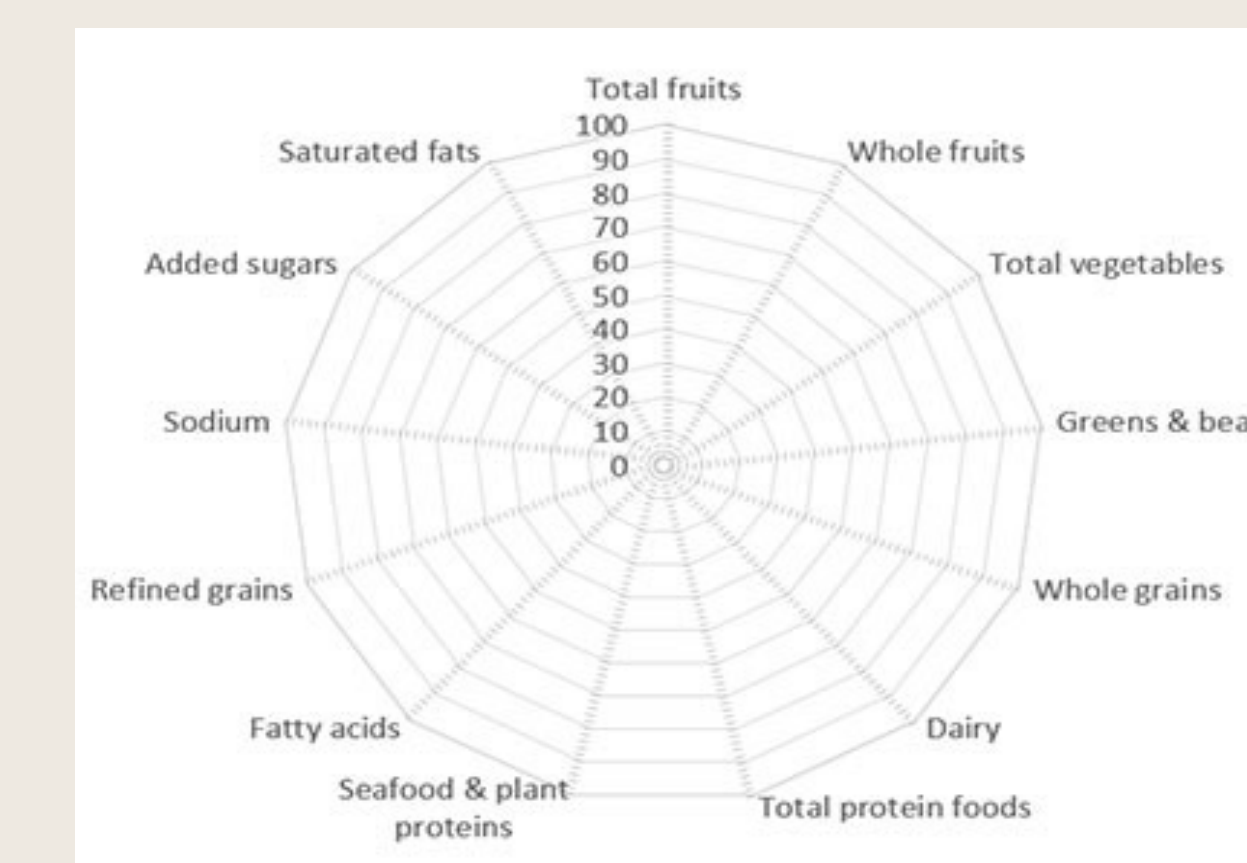 Total fruits
100
Saturated fats
90
Whole fruits
80
70
Added sugars
60
Total vegetables
50
40
30
20
Sodium
10
Greens &
0
Refined grains
Whole grains
Fatty acids
Dairy
Seafood & plant
proteins
Total protein foods